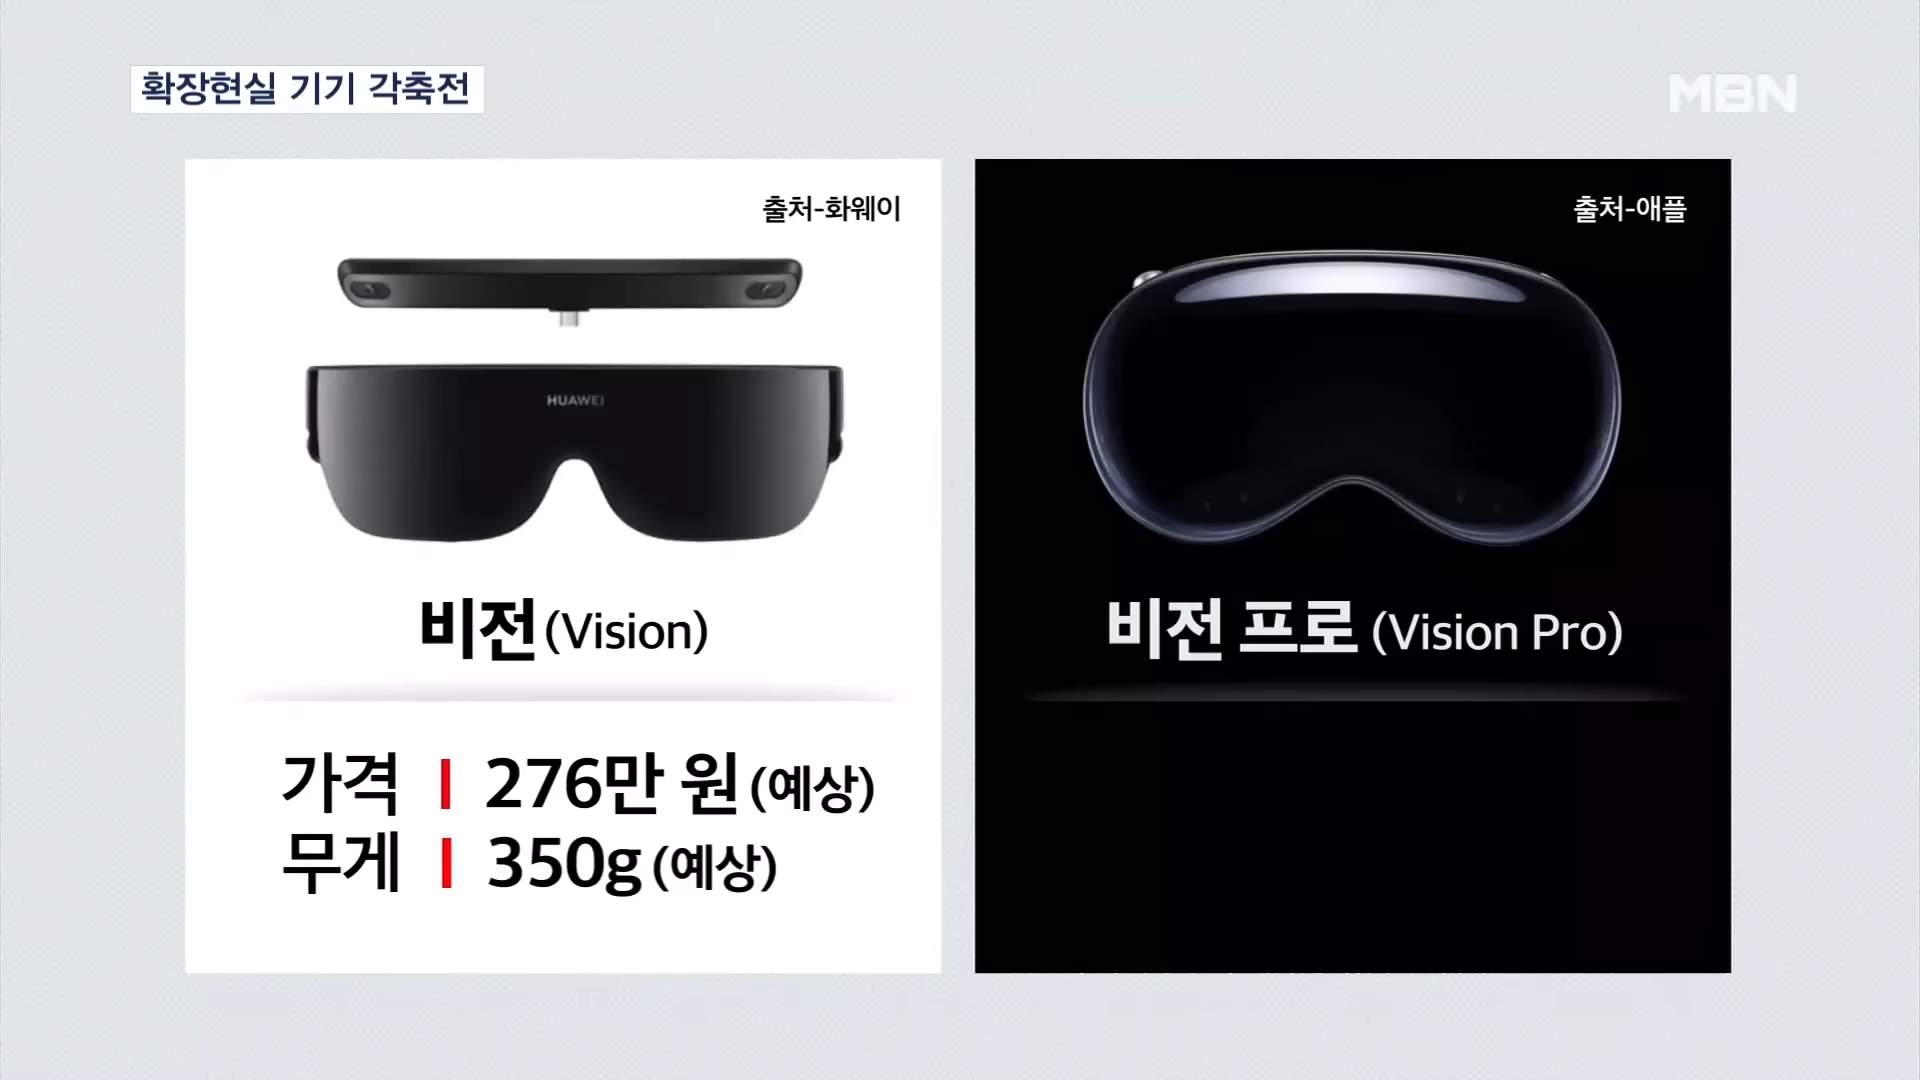 확장현실 기기 각축전
MBN
출처-화웨이
HUAWEI
비전(Vision)
가격 | 276만 원(예상)
무게 | 350g(예상)
출처-애플
비전 프로(Vision Pro)